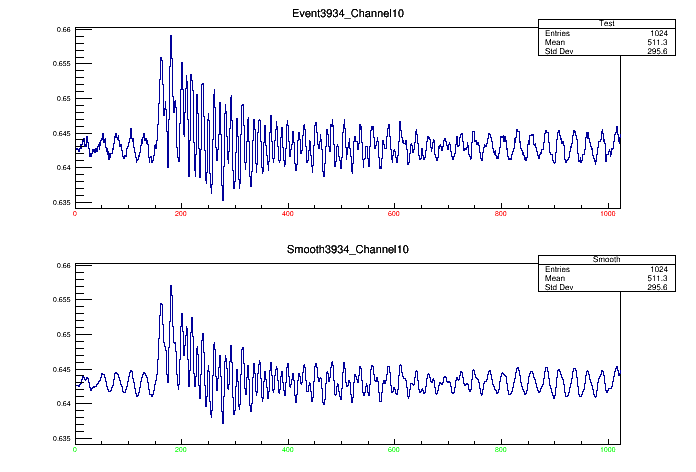 Event3934_Channel10
Test
Entries 1024
Mean 511.3
Std Dev 295.6
0.66
0.655
0.65
0.645
0.64
0.635
0 200 400 600 800 1000
Smooth3934_Channel10
Smooth
Entries 1024
Mean 511.3
Std Dev 295.6
0.66
0.655
0.65
0.645
0.64
0.635
0 200 400 600 800 1000